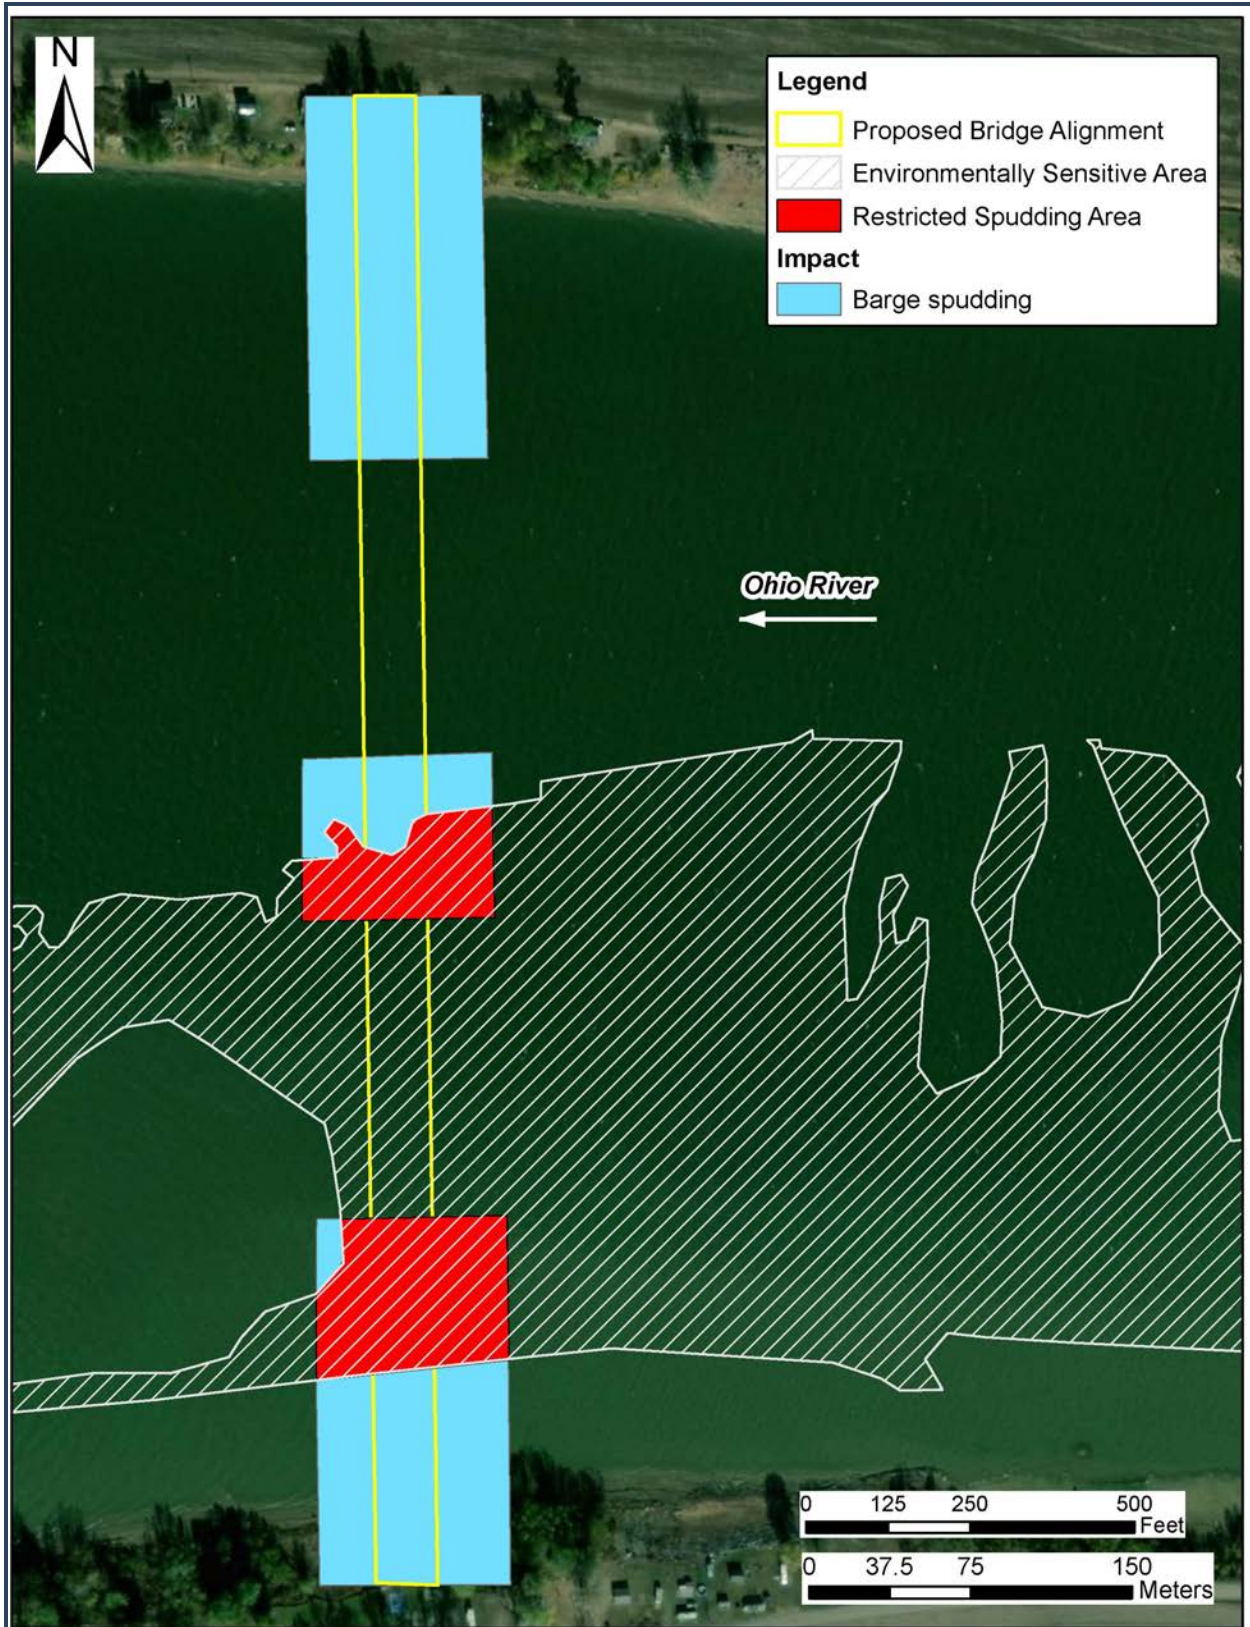 N
Legend
Proposed Bridge Alignment
Environmentally Sensitive Area
Restricted Spudding Area
Impact
Barge spudding
Ohio River
0 125 250 500
Feet
0 37.5 75 150
Meters